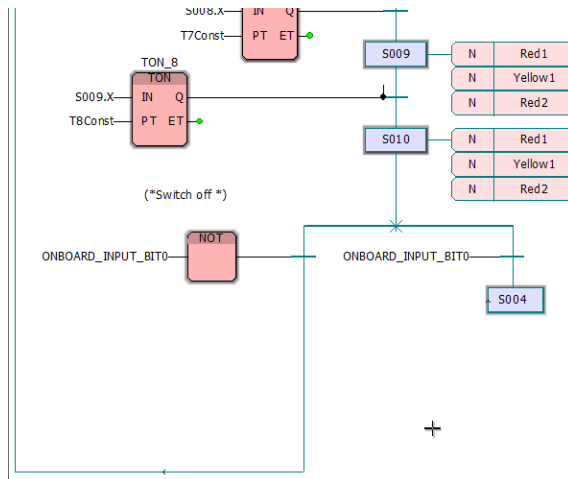 S008.X IN Q
T7Const PT ET
S009 N Red1
N Yellow1
N Red2
TON_8
TON
S009.X IN Q
T8Const PT ET
S010 N Red1
N Yellow1
N Red2
(*Switch off *)
NOT
ONBOARD_INPUT_BIT0 ONBOARD_INPUT_BIT0
S004